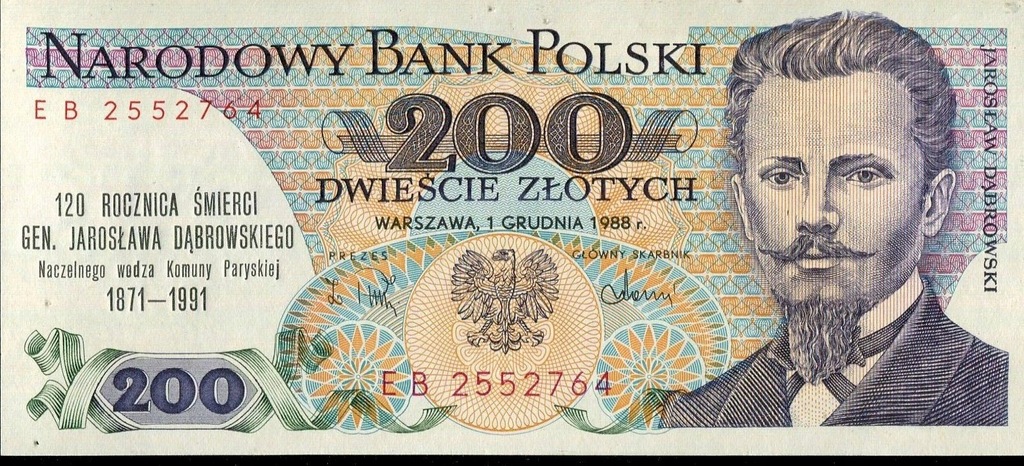 NARODOWY BANK POLSKI
EB 2552764
200
DWIEŚCIE ZŁOTYCH
WARSZAWA, 1 GRUDNIA 1988 r.
PREZES
GŁÓWNY SKARBNIK
120 ROCZNICA ŚMIERCI
GEN. JAROSŁAWA DĄBROWSKIEGO
Naczelnego wodza Komuny Paryskiej
1871—1991
200
EB 2552764
JAROSŁAW DĄBROWSKI